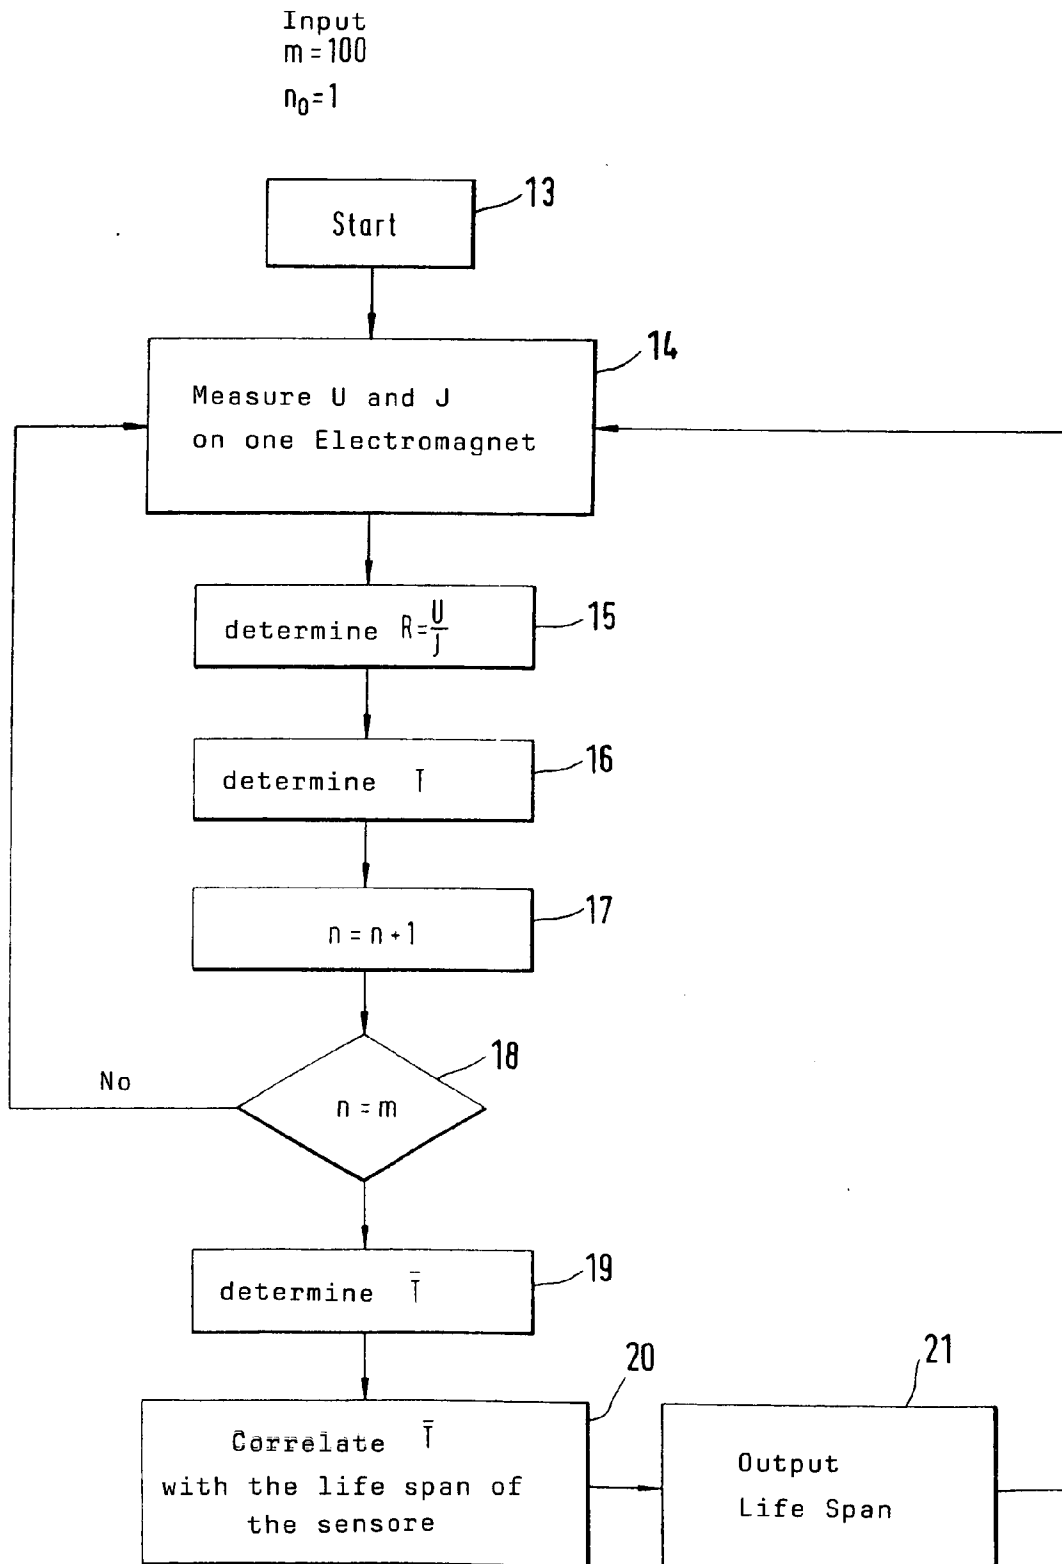 Input
m = 100
n₀ = 1
13
Start
14
Measure U and J
on one Electromagnet
15
determine R = U/J
16
determine T
17
n = n + 1
18
No
n = m
19
determine T̅
20
21
Correlate T̅
with the life span of
the sensore
Output
Life Span